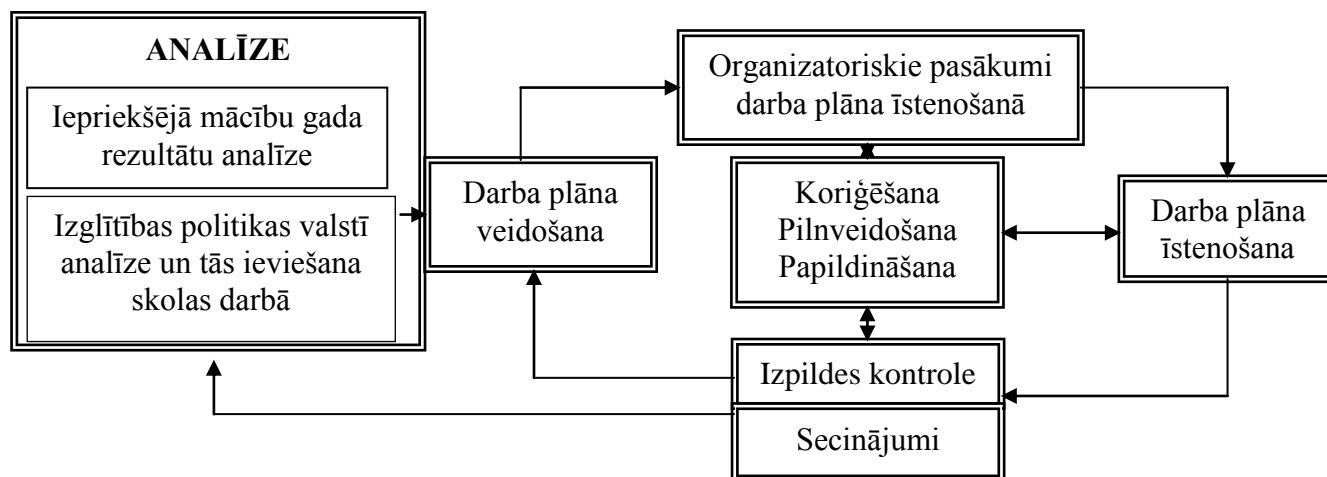 ANALĪZE
Iepriekšējā mācību gada
rezultātu analīze
Izglītības politikas valstī
analīze un tās ieviešana
skolas darbā
Darba plāna
veidošana
Organizatoriskie pasākumi
darba plāna īstenošanā
Koriģēšana
Pilnveidošana
Papildināšana
Darba plāna
īstenošana
Izpildes kontrole
Secinājumi